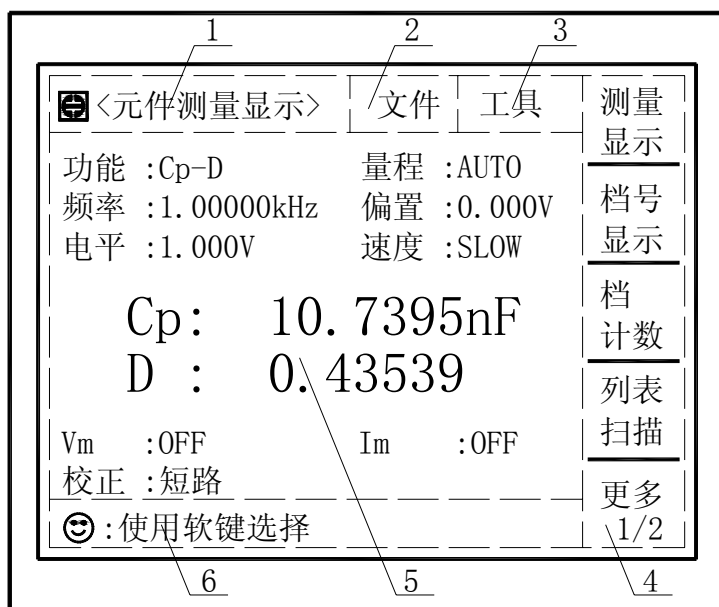 1 2 3
<元件测量显示> 文件 工具
功能 :Cp-D 量程 :AUTO
频率 :1.00000kHz 偏置 :0.000V
电平 :1.000V 速度 :SLOW
Cp: 10.7395nF
D : 0.43539
Vm :OFF Im :OFF
校正 :短路
:使用软键选择
测量
显示
档号
显示
档
计数
列表
扫描
更多
1/2
6 5 4